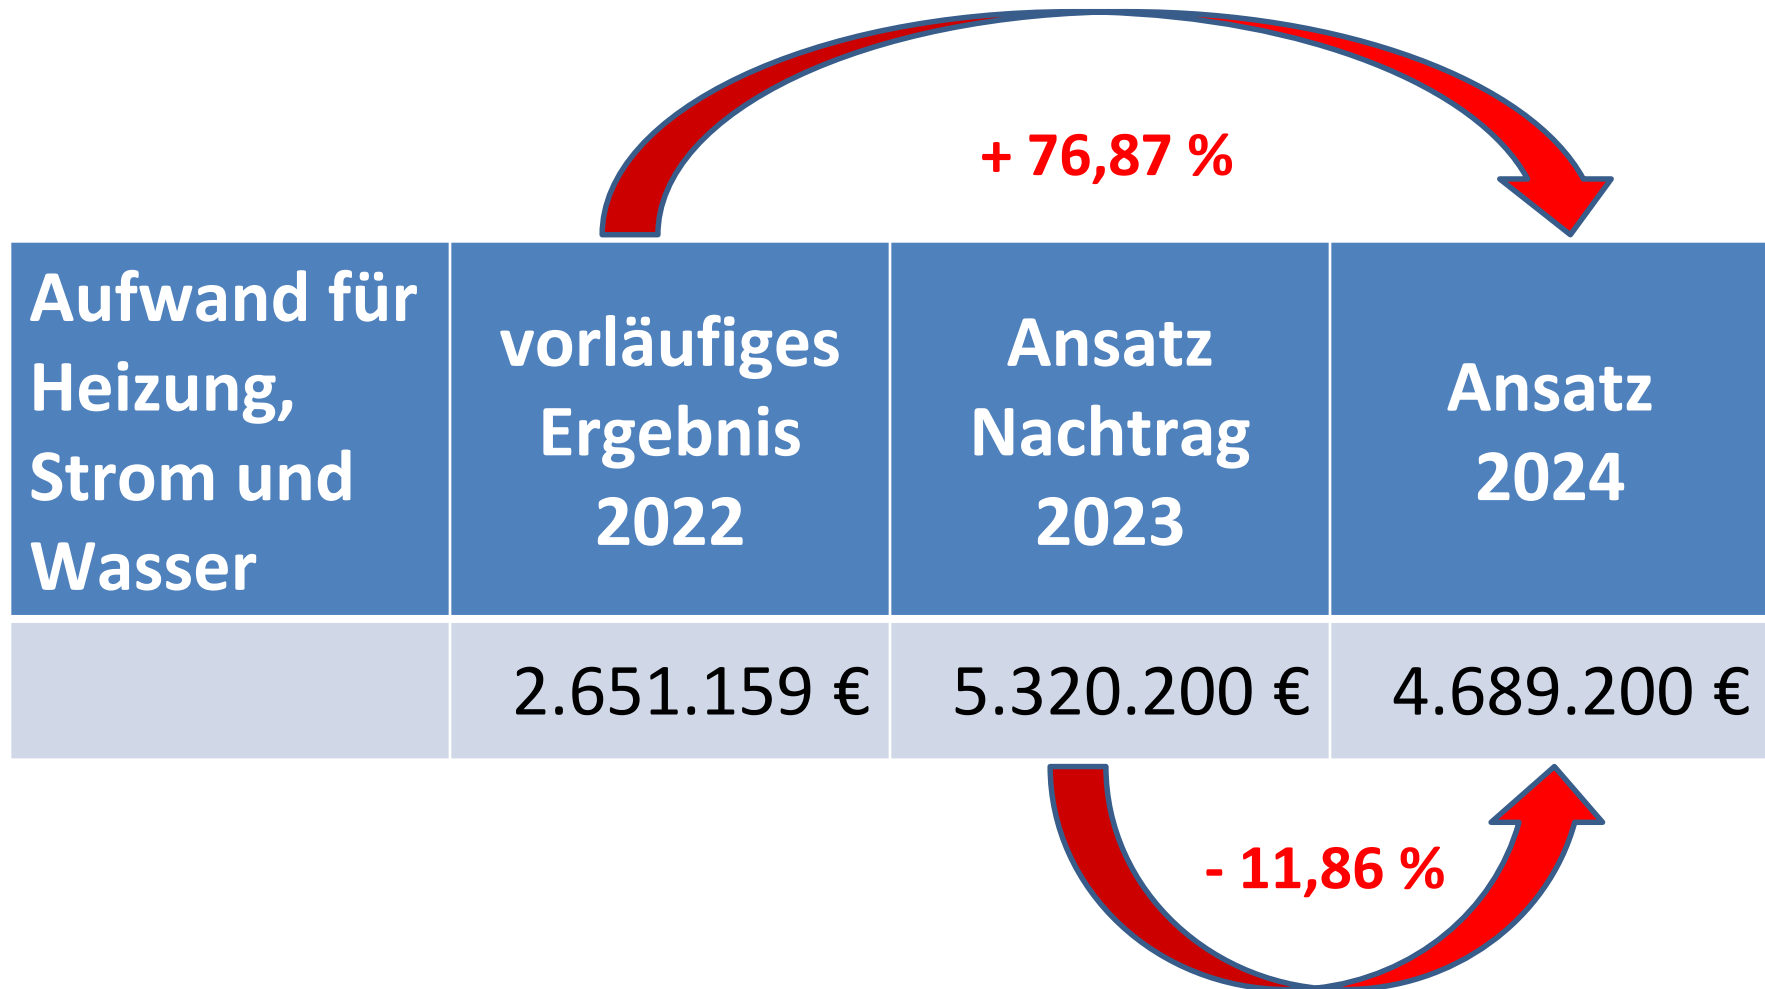 + 76,87 %
Aufwand für
Heizung,
Strom und
Wasser
vorläufiges
Ergebnis
2022
Ansatz
Nachtrag
2023
Ansatz
2024
2.651.159 €
5.320.200 €
4.689.200 €
- 11,86 %